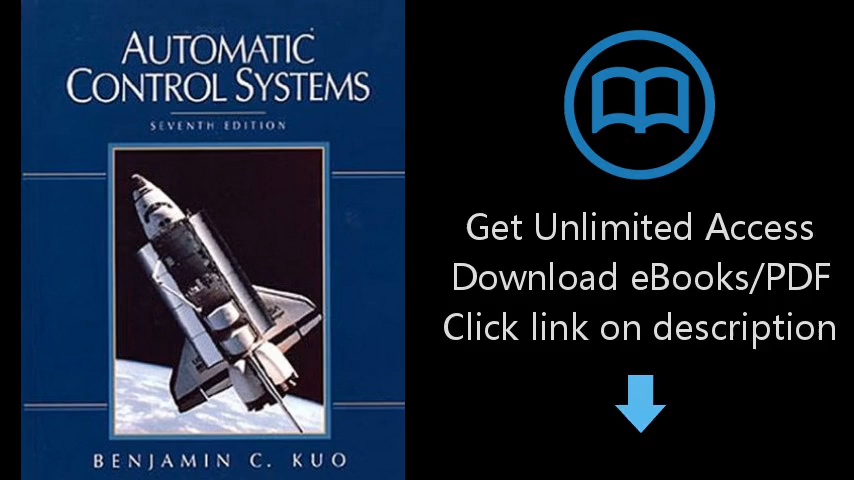 AUTOMATIC
CONTROL SYSTEMS
SEVENTH EDITION
BENJAMIN C. KUO
Get Unlimited Access
Download eBooks/PDF
Click link on description